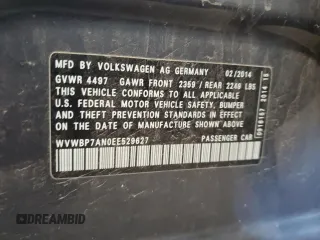 MFD BY VOLKSWAGEN AG GERMANY 02/2014
GVWR 4497 GAWR FRONT 2359 / REAR 2249 LBS
THIS VEHICLE CONFORMS TO ALL APPLICABLE
U.S. FEDERAL MOTOR VEHICLE SAFETY, BUMPER
AND THEFT PREVENTION STANDARDS IN EFFECT
ON THE DATE OF MANUFACTURE SHOWN ABOVE
WVWBP7AN0EE529627 PASSENGER CAR
DREAMBID